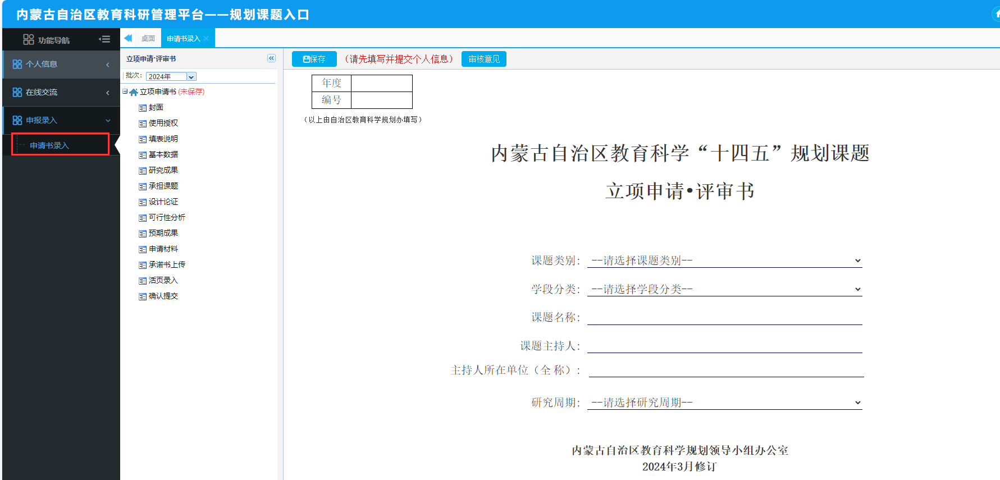 内蒙古自治区教育科研管理平台——规划课题入口
功能导航
个人信息
在线交流
申报录入
申请书录入
桌面
申请书录入
立项申请·评审书
批次：
2024年
立项申请书 (未保存)
封面
使用授权
填表说明
基本数据
研究成果
承担课题
设计论证
可行性分析
预期成果
申请材料
承诺书上传
活页录入
确认提交
保存
（请先填写并提交个人信息）
审核意见
年度
编号
（以上由自治区教育科学规划办填写）
内蒙古自治区教育科学“十四五”规划课题
立项申请•评审书
课题类别： --请选择课题类别--
学段分类： --请选择学段分类--
课题名称：
课题主持人：
主持人所在单位（全 称）：
研究周期： --请选择研究周期--
内蒙古自治区教育科学规划领导小组办公室
2024年3月修订